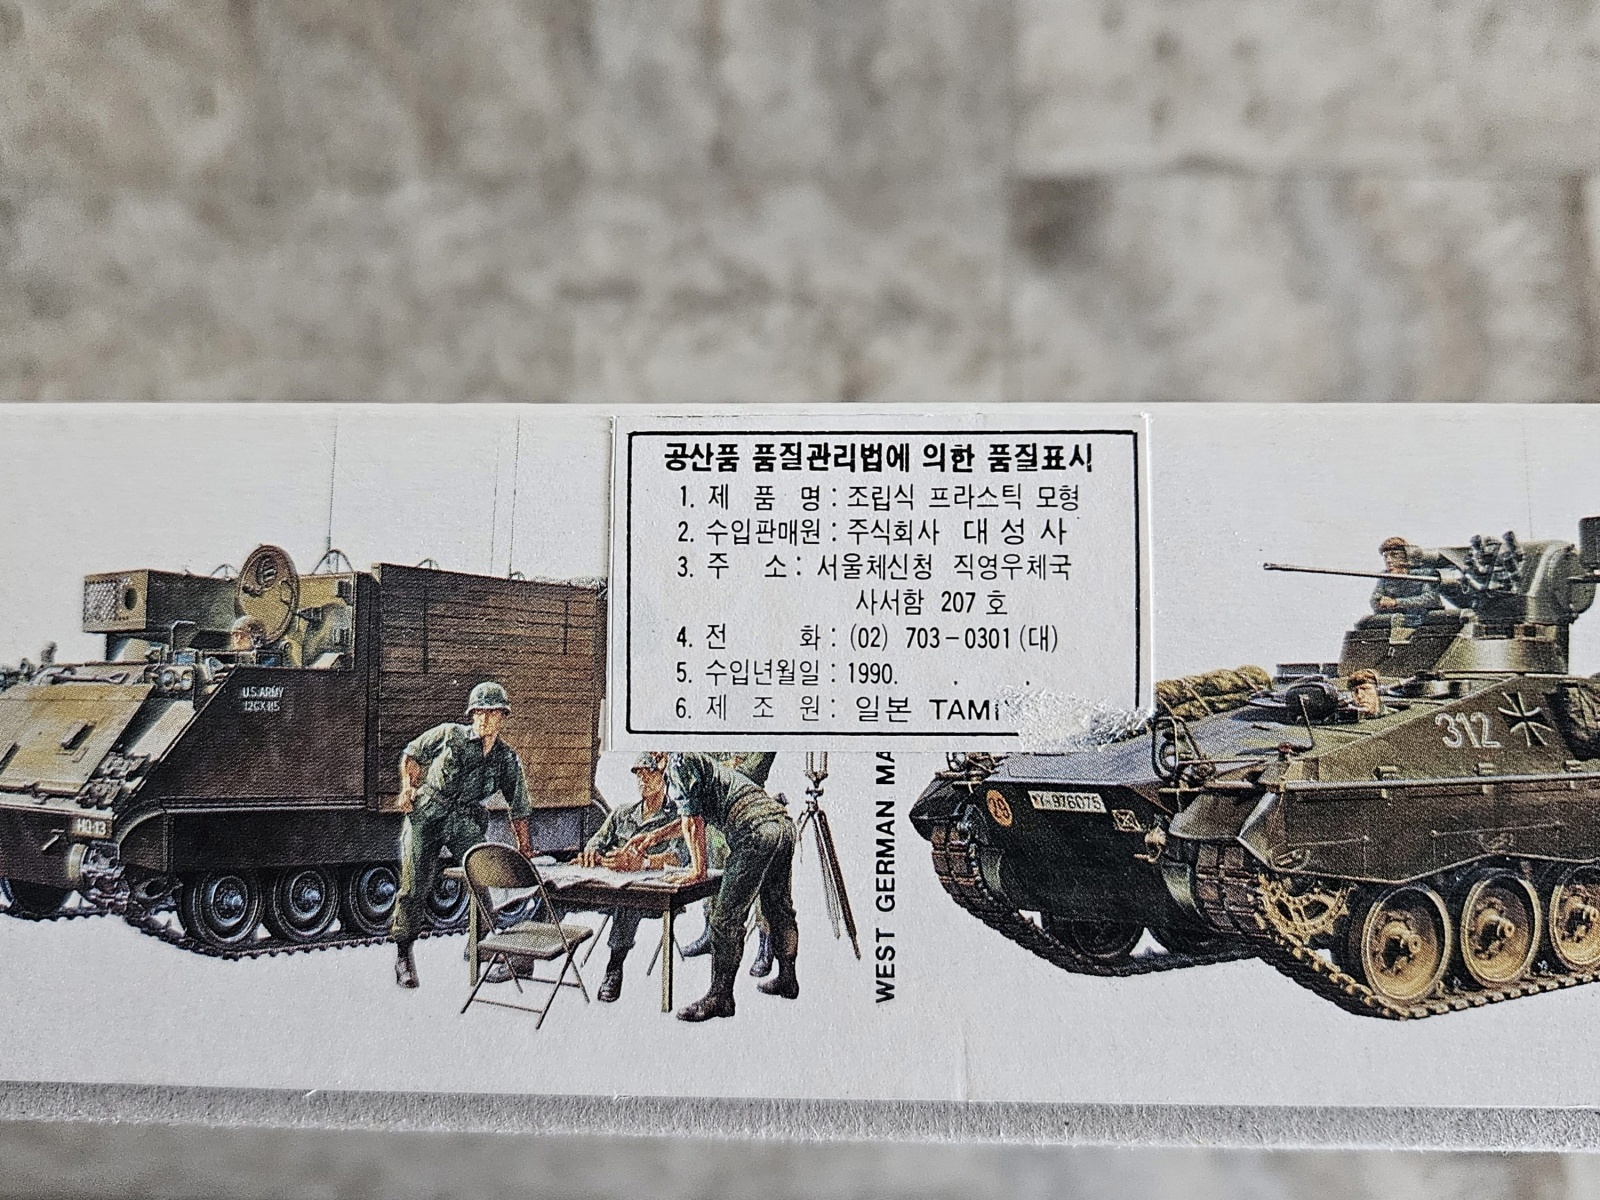 공산품 품질관리법에 의한 품질표시
1. 제 품 명 : 조립식 프라스틱 모형
2. 수입판매원 : 주식회사 대성사
3. 주 소 : 서울체신청 직영우체국
사서함 207 호
4. 전 화 : (02) 703-0301 (대)
5. 수입년월일 : 1990. . .
6. 제 조 원 : 일본 TAMI
U.S. ARMY
HQ-13
WEST GERMAN MA
312
Y-976075